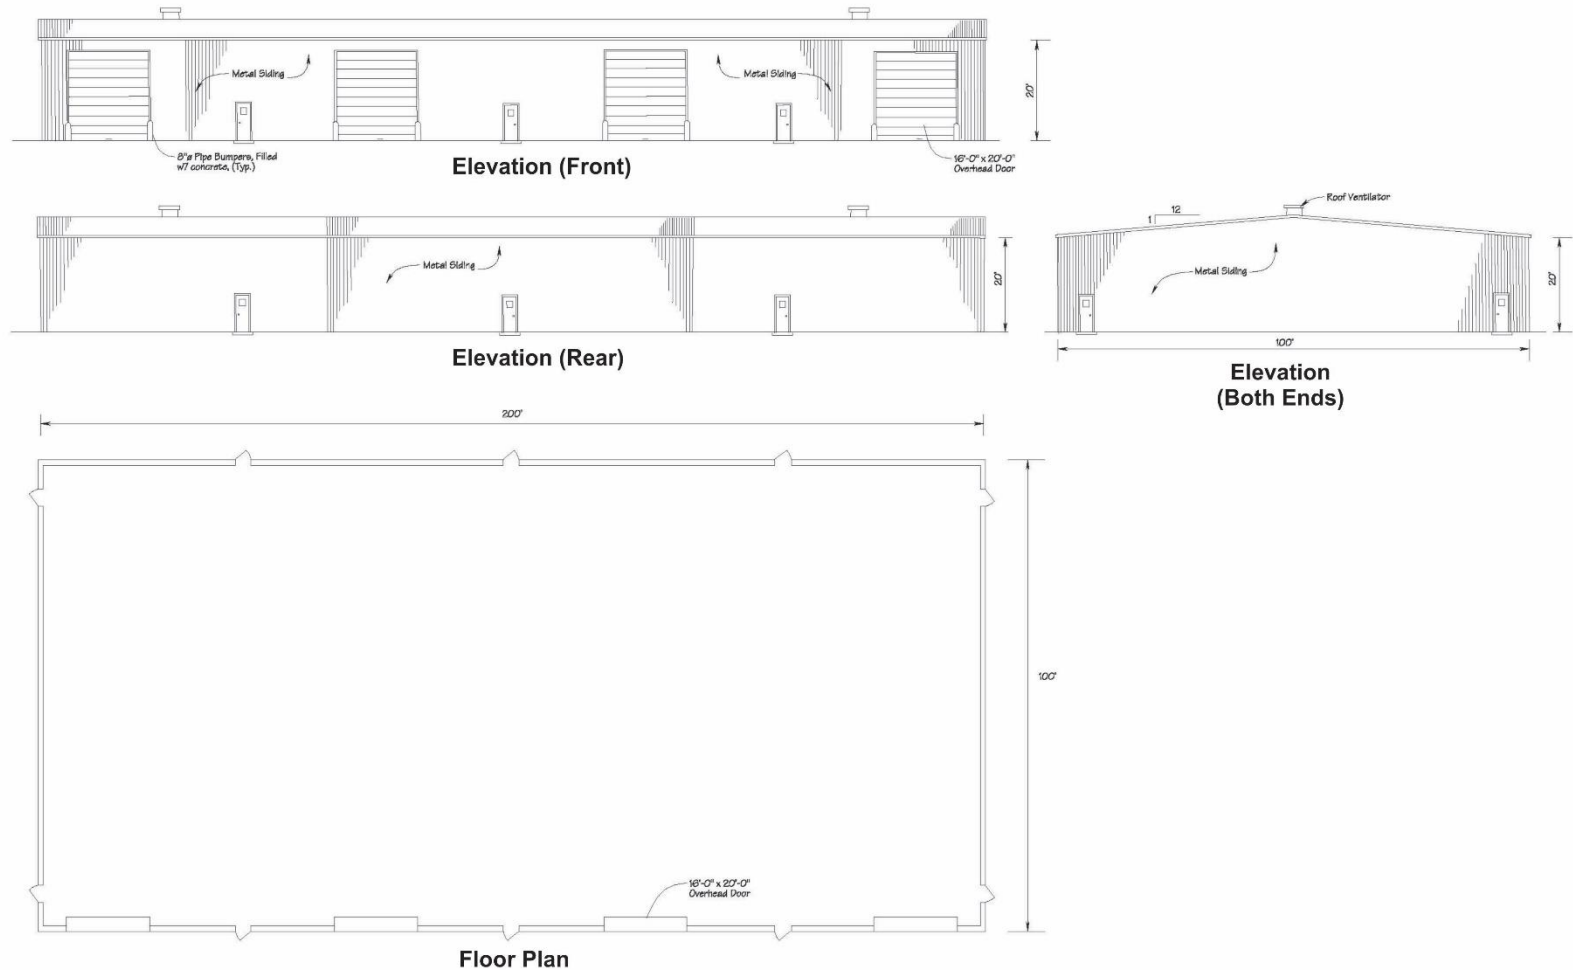 Metal Siding
Metal Siding
20'
8"ø Pipe Bumpers, Filled
w7 concrete, (Typ.)
Elevation (Front)
16'-0" x 20'-0"
Overhead Door
Metal Siding
20'
Elevation (Rear)
1
12
Roof Ventilator
Metal Siding
20'
100'
Elevation
(Both Ends)
200'
100'
16'-0" x 20'-0"
Overhead Door
Floor Plan